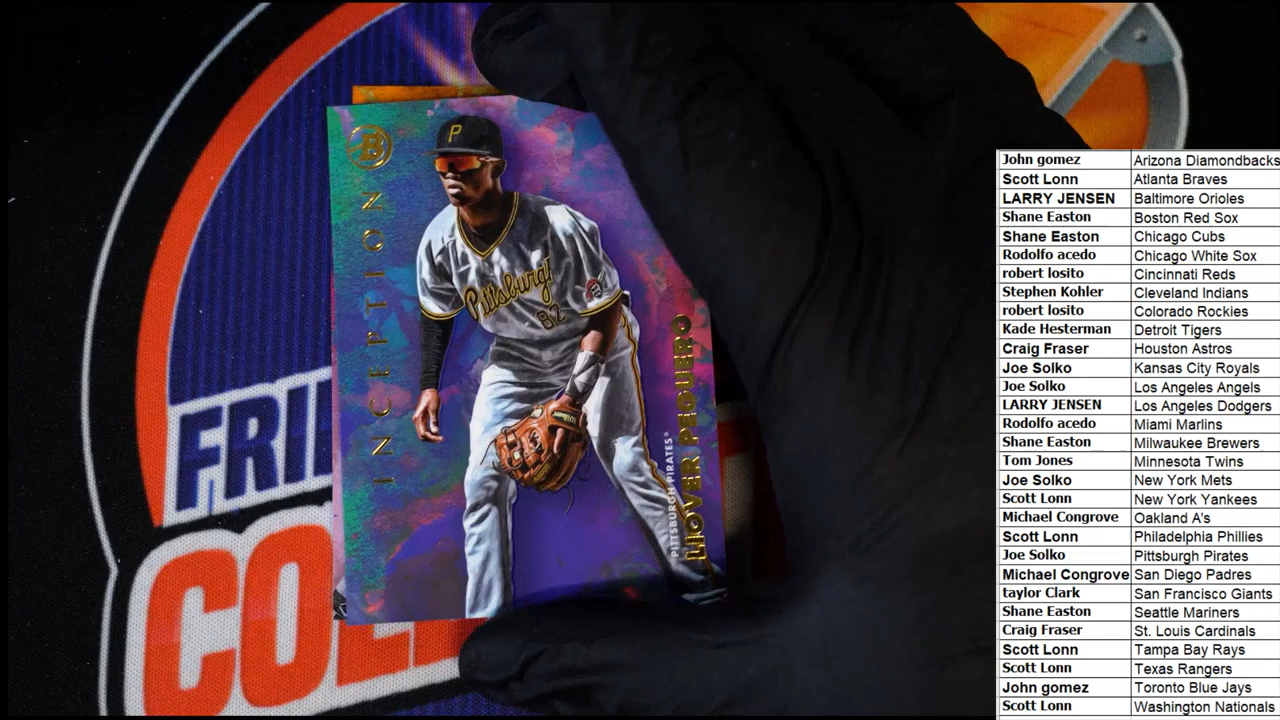 P
B
INCEPTION
Pittsburgh
82
PITTSBURGH PIRATES®
LIOVER PEGUERO
Wilson
FRI
COLL
John gomez Arizona Diamondbacks
Scott Lonn Atlanta Braves
LARRY JENSEN Baltimore Orioles
Shane Easton Boston Red Sox
Shane Easton Chicago Cubs
Rodolfo acedo Chicago White Sox
robert losito Cincinnati Reds
Stephen Kohler Cleveland Indians
robert losito Colorado Rockies
Kade Hesterman Detroit Tigers
Craig Fraser Houston Astros
Joe Solko Kansas City Royals
Joe Solko Los Angeles Angels
LARRY JENSEN Los Angeles Dodgers
Rodolfo acedo Miami Marlins
Shane Easton Milwaukee Brewers
Tom Jones Minnesota Twins
Joe Solko New York Mets
Scott Lonn New York Yankees
Michael Congrove Oakland A's
Scott Lonn Philadelphia Phillies
Joe Solko Pittsburgh Pirates
Michael Congrove San Diego Padres
taylor Clark San Francisco Giants
Shane Easton Seattle Mariners
Craig Fraser St. Louis Cardinals
Scott Lonn Tampa Bay Rays
Scott Lonn Texas Rangers
John gomez Toronto Blue Jays
Scott Lonn Washington Nationals